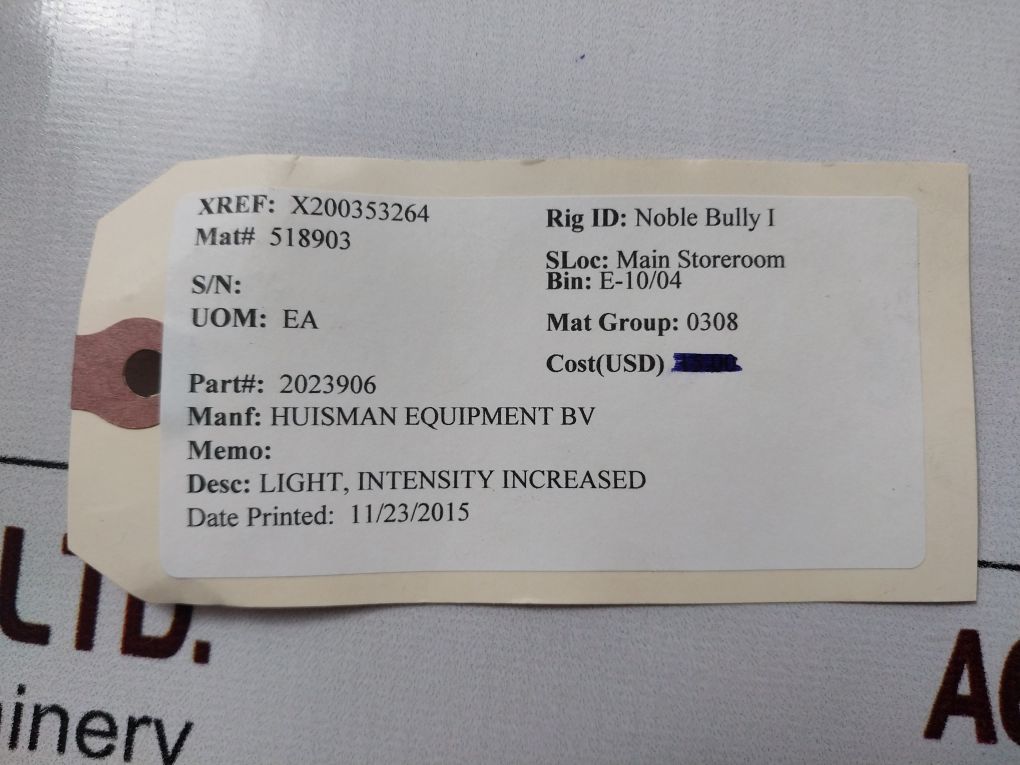 XREF: X200353264
Mat# 518903
S/N:
UOM: EA
Part#: 2023906
Manf: HUISMAN EQUIPMENT BV
Memo:
Desc: LIGHT, INTENSITY INCREASED
Date Printed: 11/23/2015
Rig ID: Noble Bully I
SLoc: Main Storeroom
Bin: E-10/04
Mat Group: 0308
Cost(USD)
LTD.